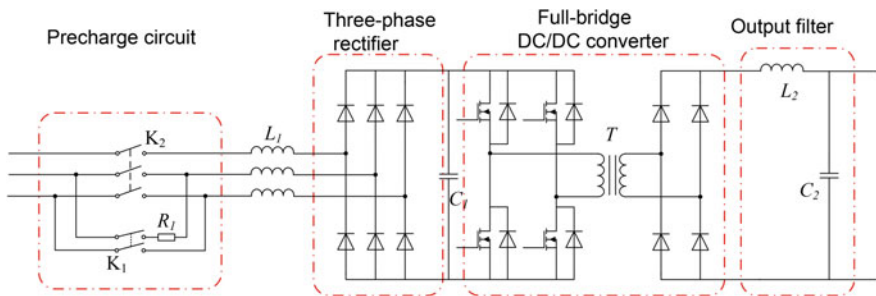 Precharge circuit
Three-phase
rectifier
Full-bridge
DC/DC converter
Output filter
K2
L1
R1
K1
C1
T
L2
C2